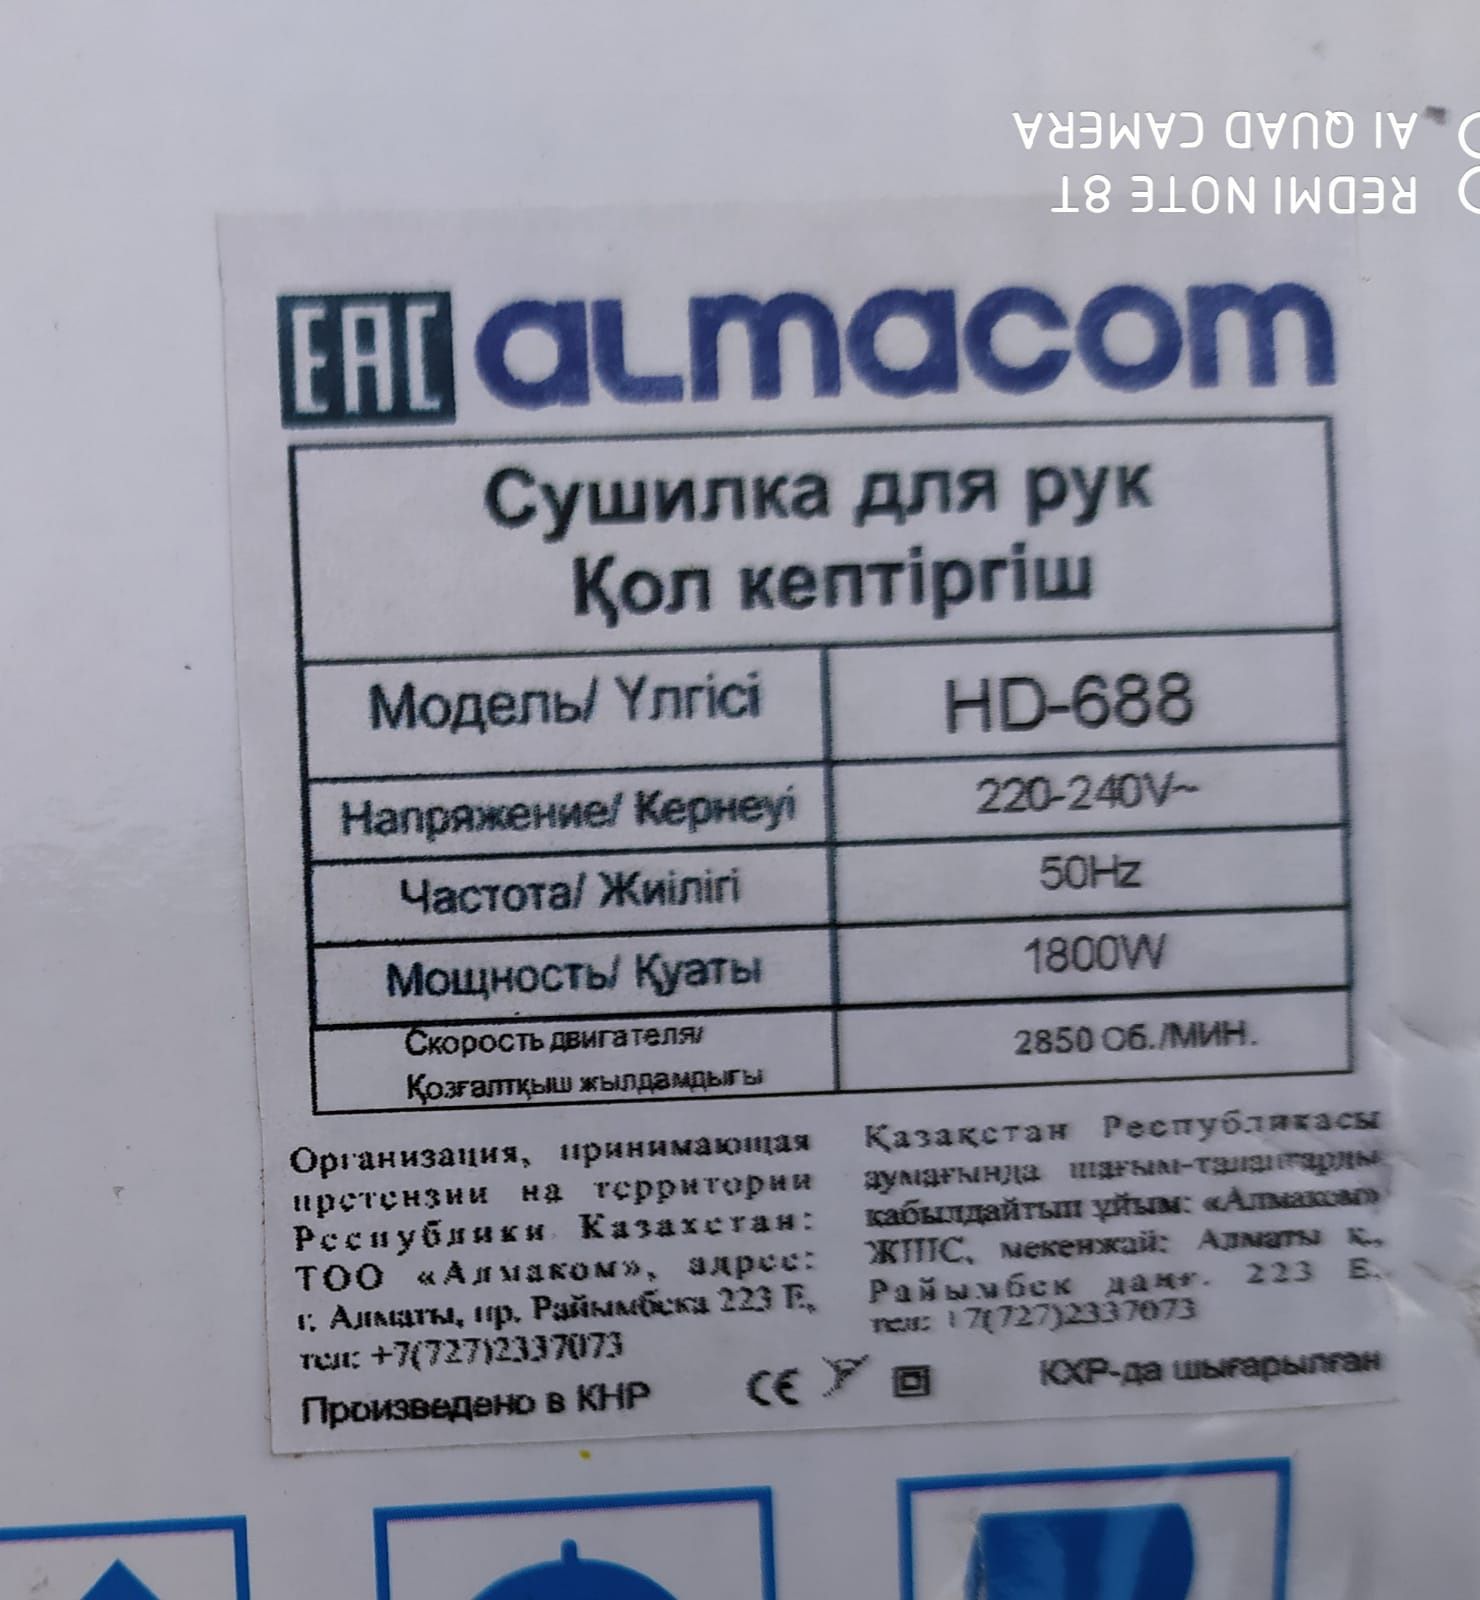 AI QUAD CAMERA
REDMI NOTE 8T
EAC almacom
Сушилка для рук
Қол кептіргіш
Модель/ Үлгісі HD-688
Напряжение/ Кернеуі 220-240V~
Частота/ Жиілігі 50Hz
Мощность/ Қуаты 1800W
Скорость двигателя/
Қозғалтқыш жылдамдығы 2850 Об./МИН.
Организация, принимающая
претензии на территории
Республики Казахстан:
ТОО «Алмаком», адрес:
г. Алматы, пр. Райымбека 223 Б,
тел: +7(727)2337073
Произведено в КНР
Қазақстан Республикасы
аумағында шағым-талаптарды
қабылдайтын ұйым: «Алмаком»
ЖШС, мекенжай: Алматы қ.,
Райымбек даңғ. 223 Б.
тел: +7(727)2337073
CE
КХР-да шығарылған